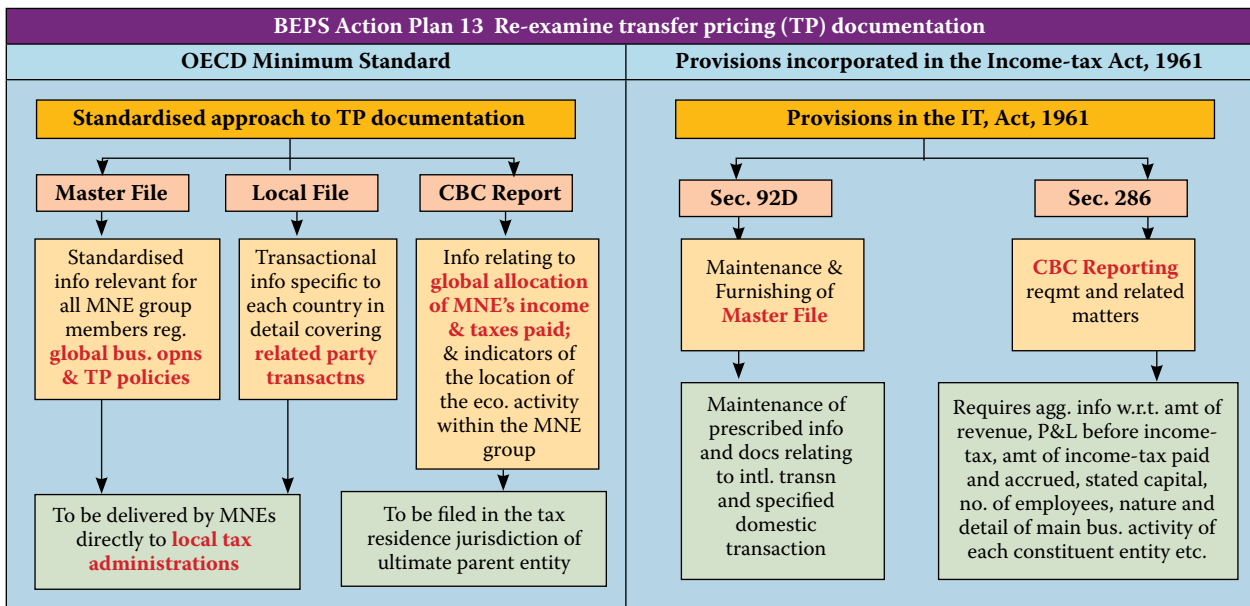 BEPS Action Plan 13  Re-examine transfer pricing (TP) documentation
OECD Minimum Standard
Standardised approach to TP documentation
Master File
Standardised
info relevant for
all MNE group
members reg.
global bus. opns
& TP policies
Local File
Transactional
info specific to
each country in
detail covering
related party
transactns
To be delivered by MNEs
directly to local tax
administrations
CBC Report
Info relating to
global allocation
of MNE's income
& taxes paid;
& indicators of
the location of
the eco. activity
within the MNE
group
To be filed in the tax
residence jurisdiction of
ultimate parent entity
Provisions incorporated in the Income-tax Act, 1961
Provisions in the IT, Act, 1961
Sec. 92D
Maintenance &
Furnishing of
Master File
Maintenance of
prescribed info
and docs relating
to intl. transn
and specified
domestic
transaction
Sec. 286
CBC Reporting
reqmt and related
matters
Requires agg. info w.r.t. amt of
revenue, P&L before income-
tax, amt of income-tax paid
and accrued, stated capital,
no. of employees, nature and
detail of main bus. activity of
each constituent entity etc.